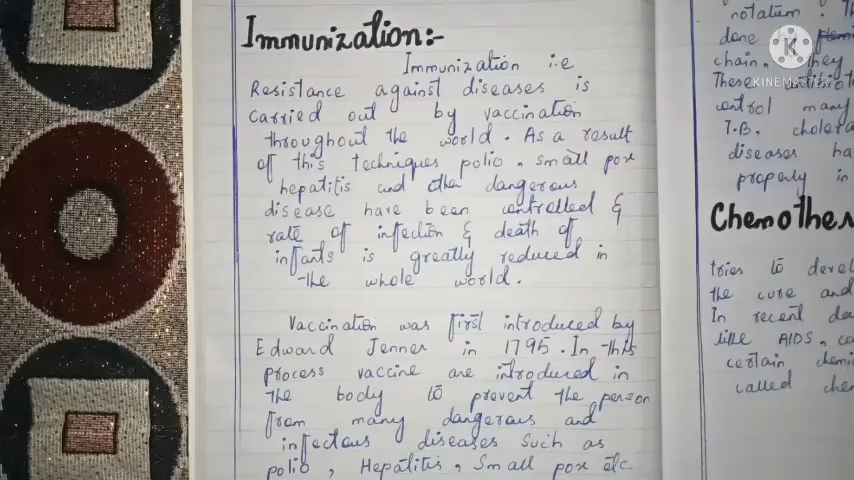 Immunization:-
Immunization i.e
Resistance against diseases is
carried out by vaccination
throughout the world. As a result
of this techniques polio, small pox
hepatitis and other dangerous
disease have been controlled &
rate of infection & death of
infants is greatly reduced in
the whole world.
Vaccination was first introduced by
Edward Jenner in 1795. In this
process vaccine are introduced in
the body to prevent the person
from many dangerous and
infectous diseases such as
polio, Hepatitis, Small pox etc
notatum. Th
done
chain. They
These antibiot
control many
T.B. cholera
diseases ha
properly in
Chemother
tries to devel
the cure and
In recent da
like AIDS, ca
certain chemi
called che
KINEMASTER